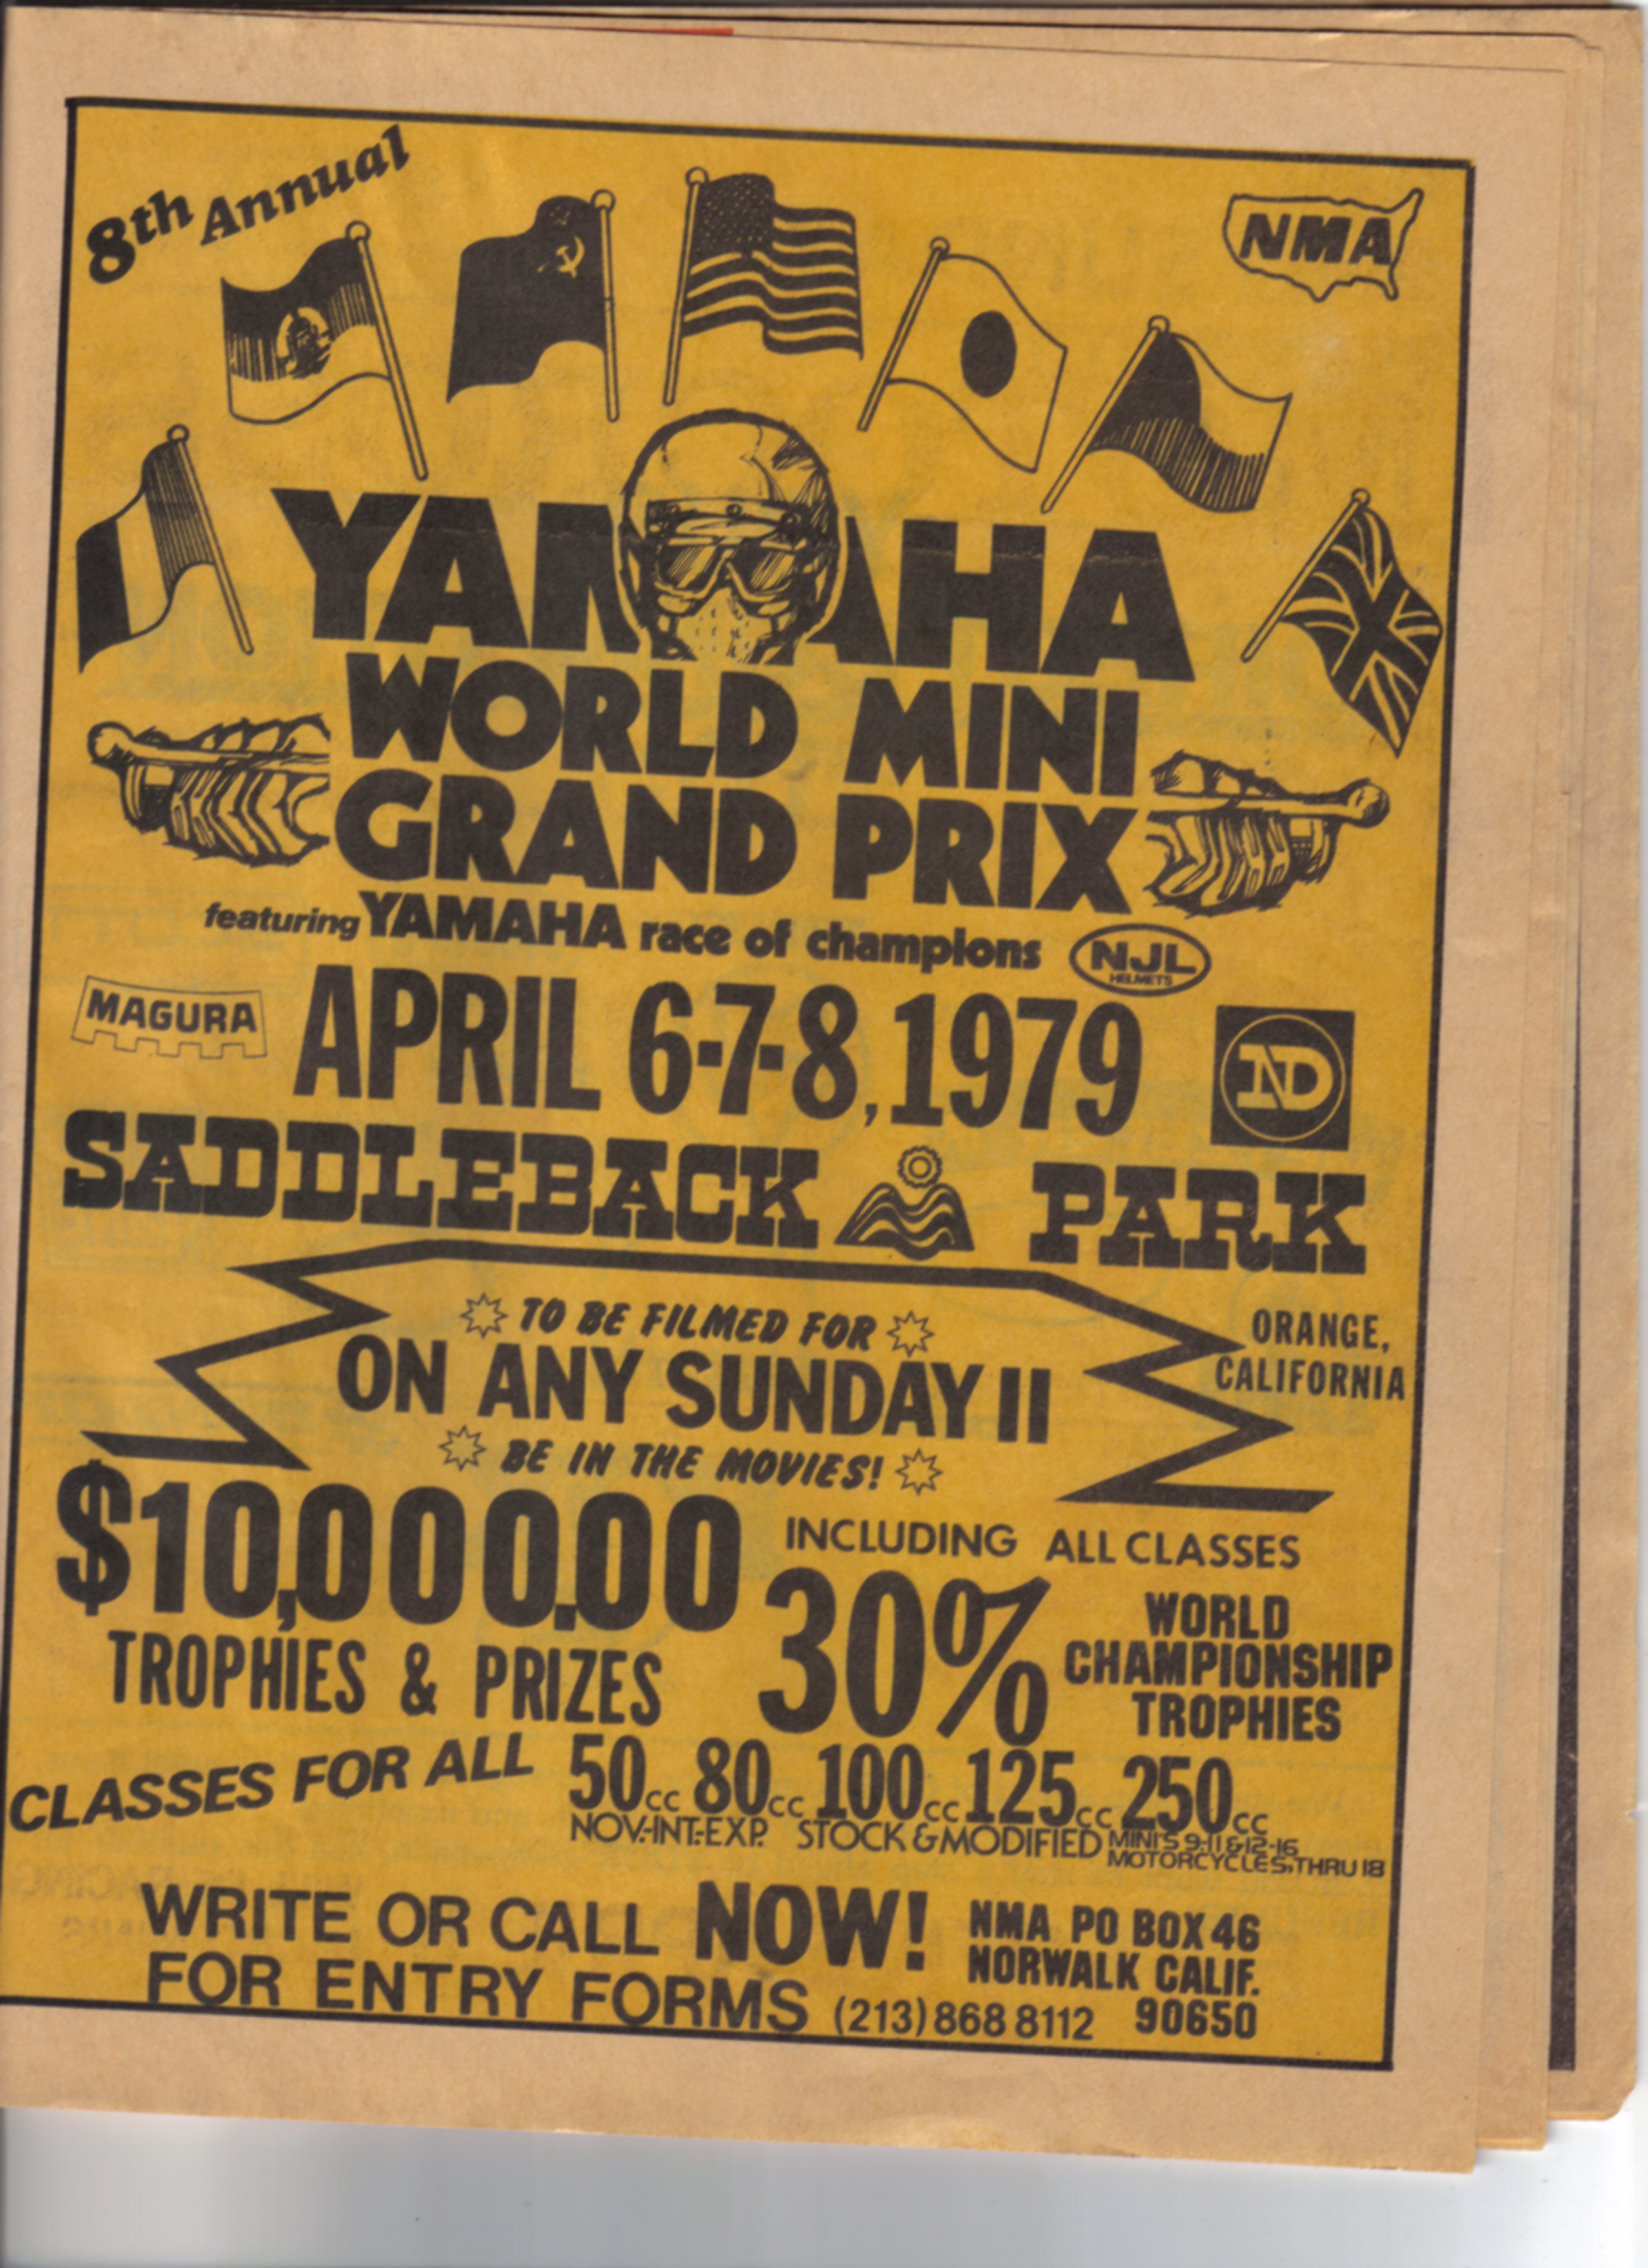 8th Annual
NMA
YAMAHA
WORLD MINI
GRAND PRIX
featuring YAMAHA race of champions
NJL
HELMETS
MAGURA
APRIL 6-7-8, 1979
ND
SADDLEBACK PARK
ORANGE,
CALIFORNIA
TO BE FILMED FOR
ON ANY SUNDAY II
BE IN THE MOVIES!
$10,000.00
TROPHIES & PRIZES
INCLUDING ALL CLASSES
30%
WORLD
CHAMPIONSHIP
TROPHIES
CLASSES FOR ALL 50cc 80cc 100cc 125cc 250cc
NOV.-INT.-EXP. STOCK & MODIFIED MINI'S 9-11 & 12-16
MOTORCYCLES, THRU 18
WRITE OR CALL NOW!
FOR ENTRY FORMS (213) 868 8112
NMA PO BOX 46
NORWALK CALIF.
90650